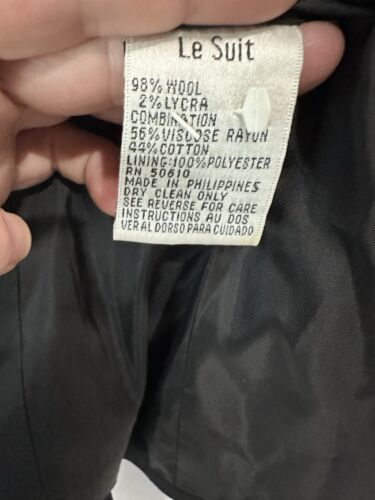 Le Suit
98% WOOL
2% LYCRA
COMBINATION
56% VISCOSE RAYON
44% COTTON
LINING:100% POLYESTER
RN 50610
MADE IN PHILIPPINES
DRY CLEAN ONLY
SEE REVERSE FOR CARE
INSTRUCTIONS AU DOS
VER AL DORSO PARA CUIDADO